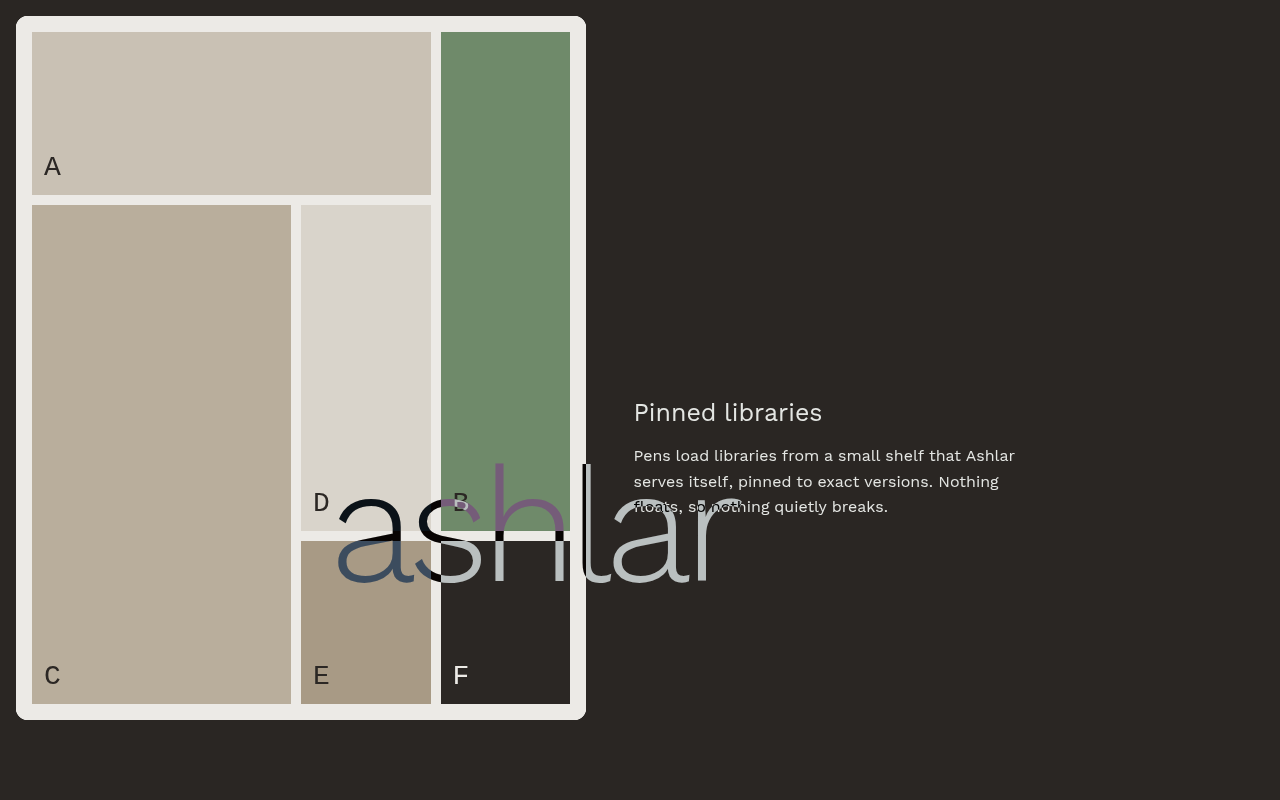 A
D
B
ashlar
C
E
F
Pinned libraries
Pens load libraries from a small shelf that Ashlar
serves itself, pinned to exact versions. Nothing
floats, so nothing quietly breaks.